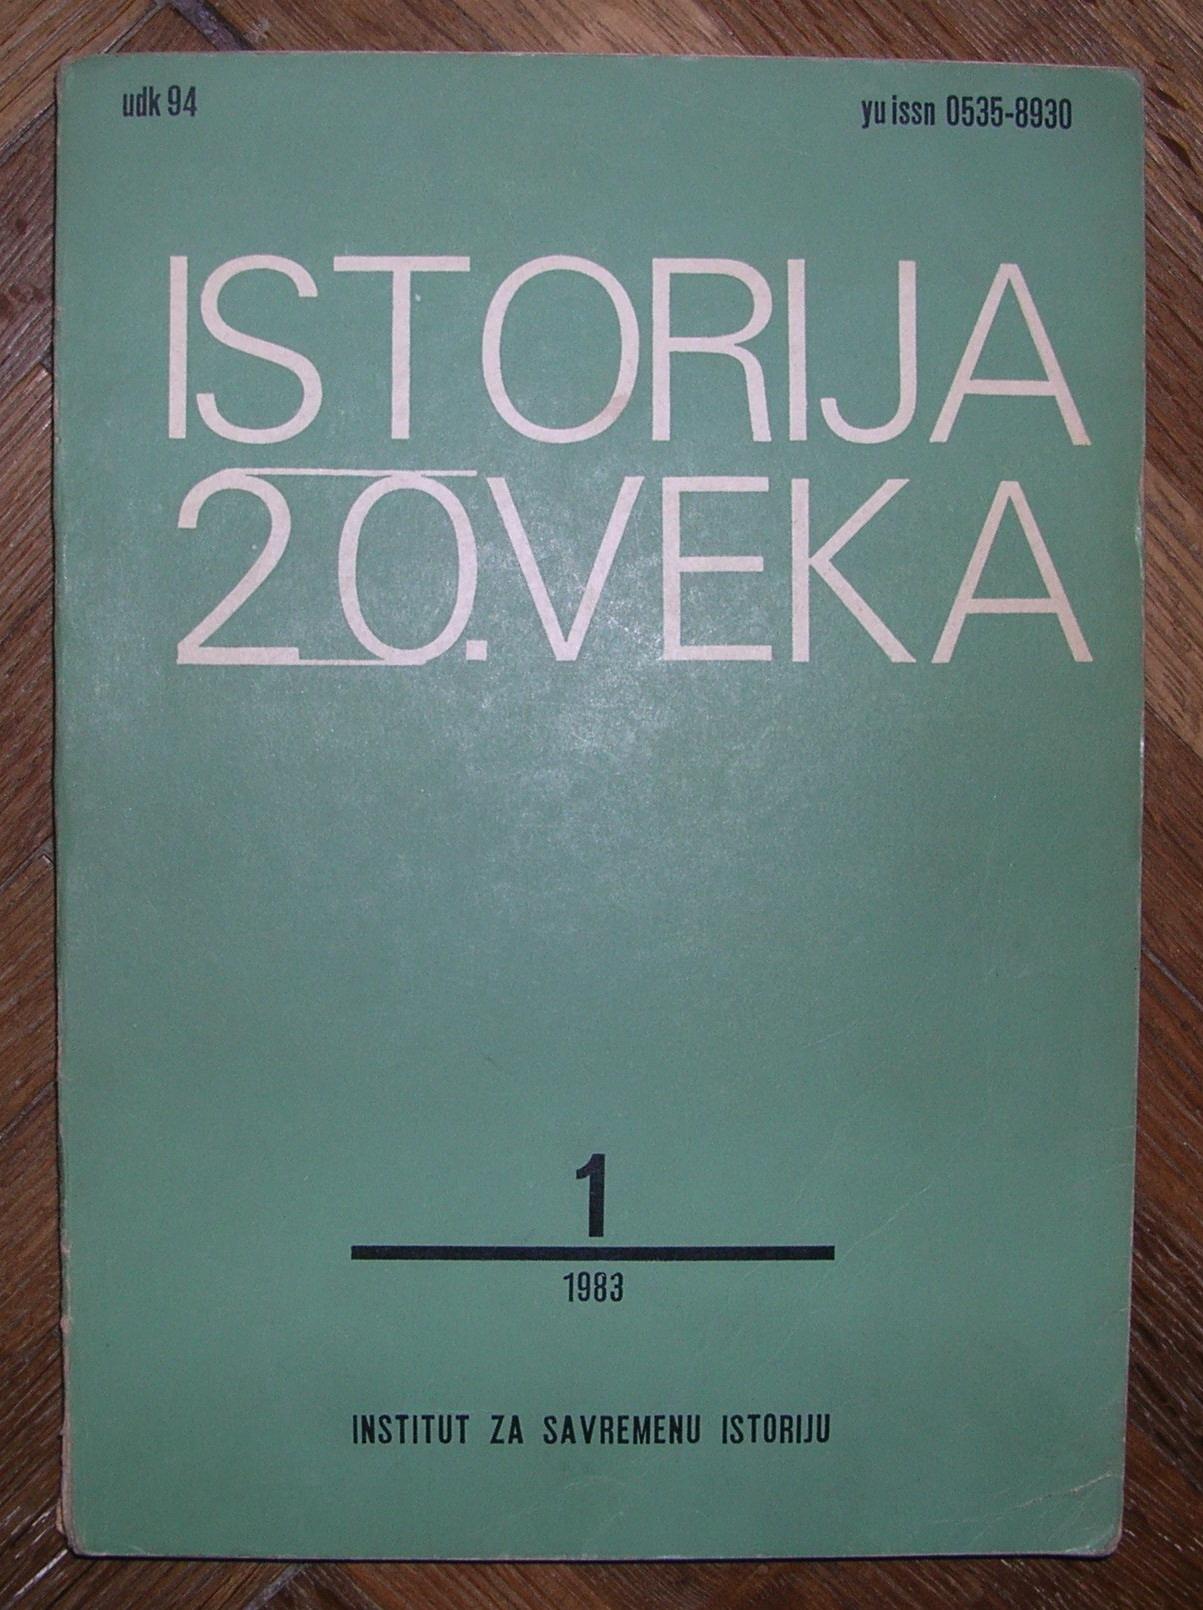 udk 94
yu issn 0535-8930
ISTORIJA
20.VEKA
1
1983
INSTITUT ZA SAVREMENU ISTORIJU